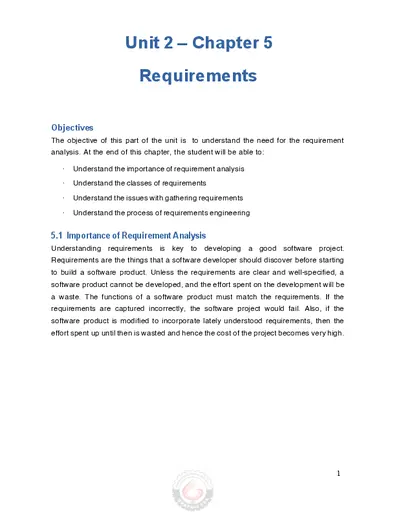 Unit 2 – Chapter 5
Requirements
Objectives
The objective of this part of the unit is to understand the need for the requirement
analysis. At the end of this chapter, the student will be able to:
· Understand the importance of requirement analysis
· Understand the classes of requirements
· Understand the issues with gathering requirements
· Understand the process of requirements engineering
5.1 Importance of Requirement Analysis
Understanding requirements is key to developing a good software project.
Requirements are the things that a software developer should discover before starting
to build a software product. Unless the requirements are clear and well-specified, a
software product cannot be developed, and the effort spent on the development will be
a waste. The functions of a software product must match the requirements. If the
requirements are captured incorrectly, the software project would fail. Also, if the
software product is modified to incorporate lately understood requirements, then the
effort spent up until then is wasted and hence the cost of the project becomes very high.
1